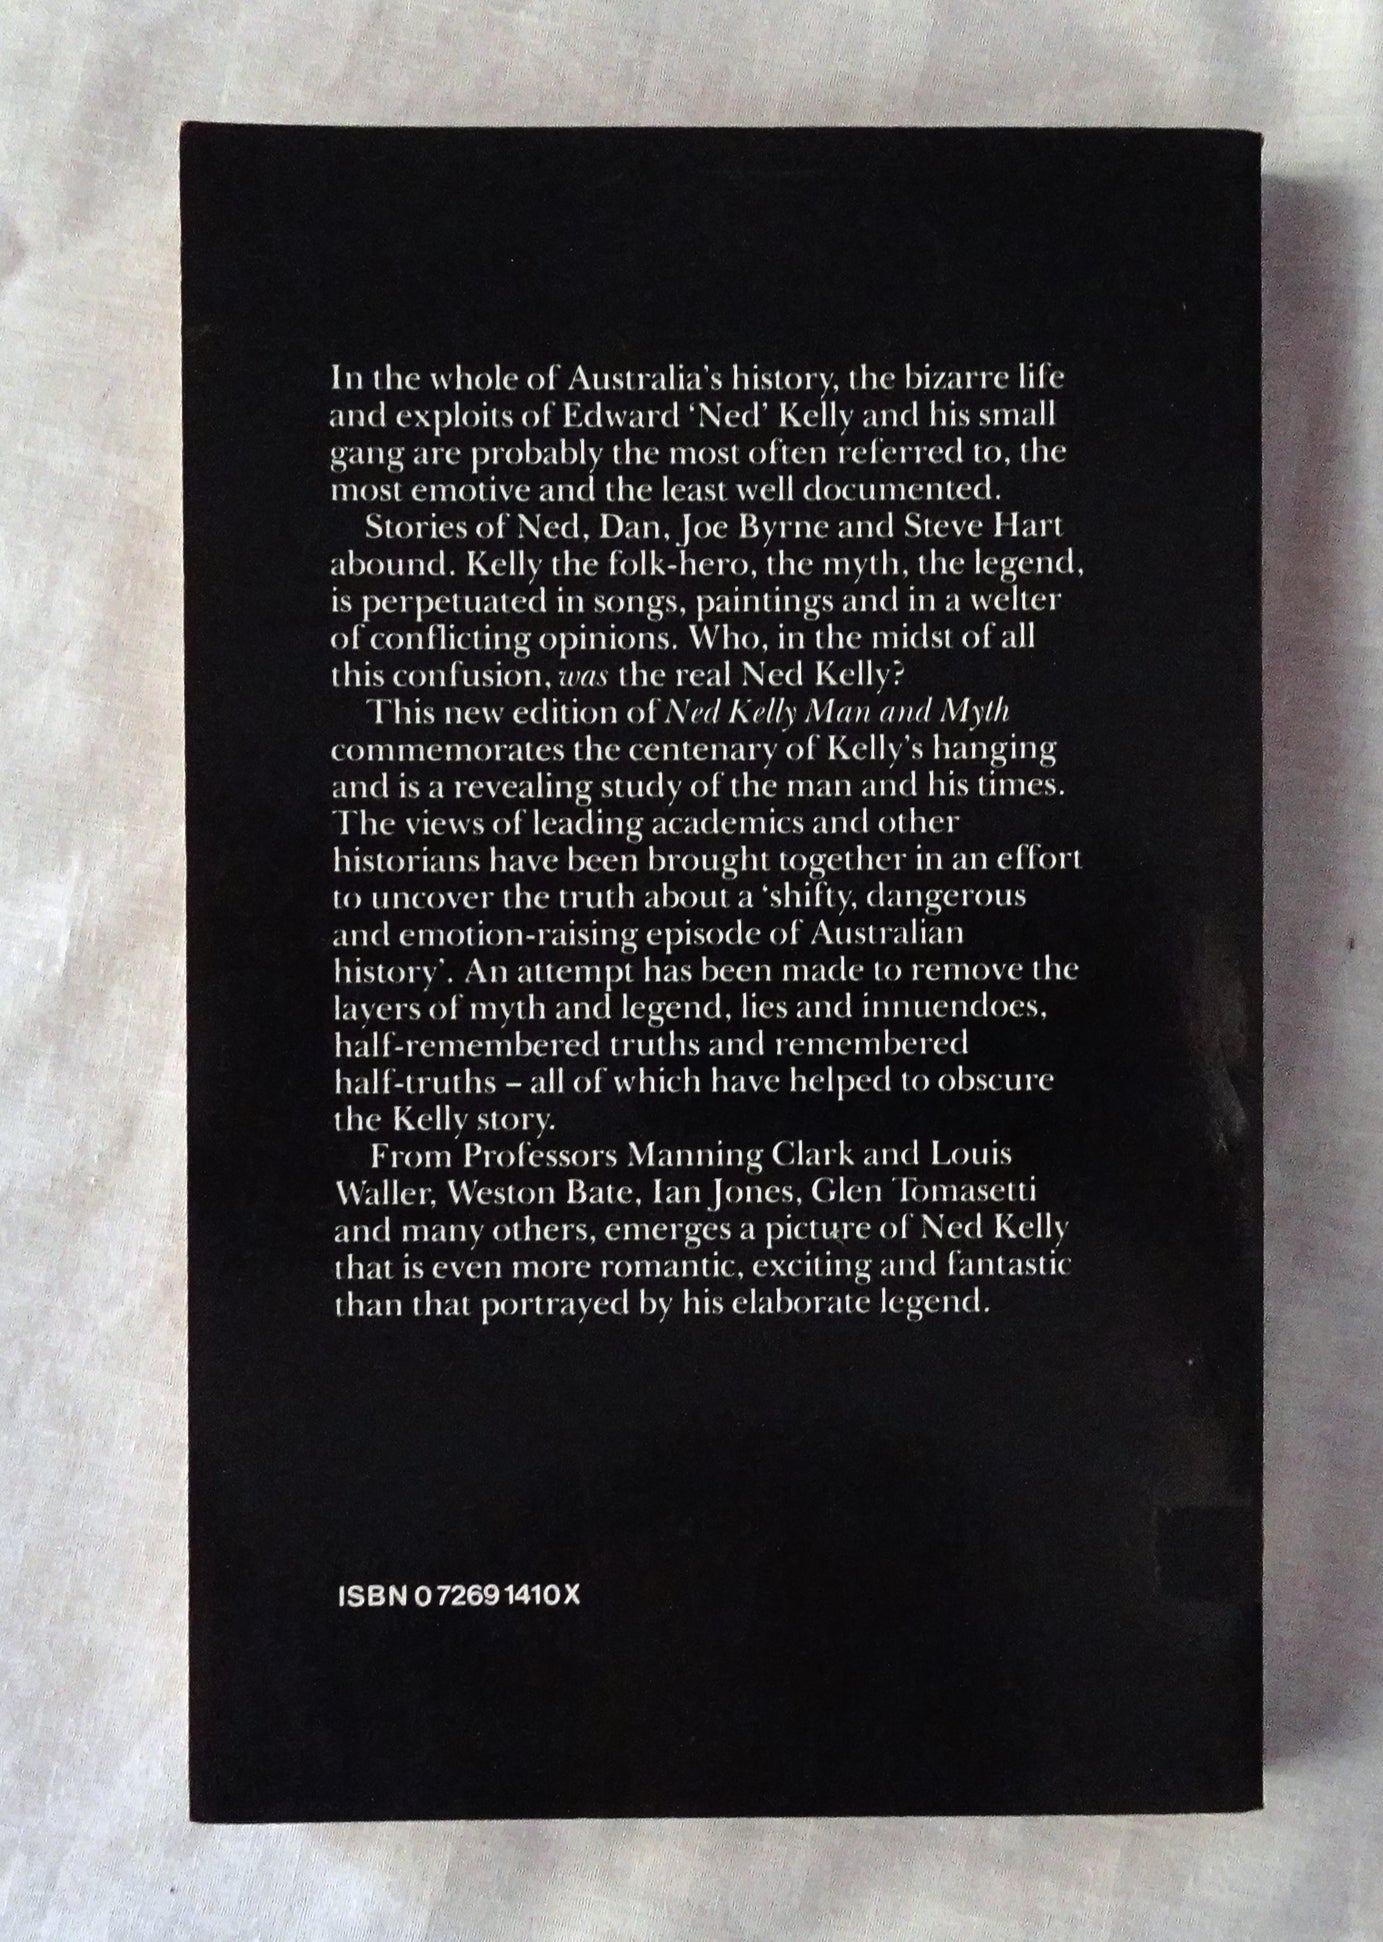 In the whole of Australia's history, the bizarre life
and exploits of Edward ‘Ned’ Kelly and his small
gang are probably the most often referred to, the
most emotive and the least well documented.
Stories of Ned, Dan, Joe Byrne and Steve Hart
abound. Kelly the folk-hero, the myth, the legend,
is perpetuated in songs, paintings and in a welter
of conflicting opinions. Who, in the midst of all
this confusion, was the real Ned Kelly?
This new edition of Ned Kelly Man and Myth
commemorates the centenary of Kelly's hanging
and is a revealing study of the man and his times.
The views of leading academics and other
historians have been brought together in an effort
to uncover the truth about a ‘shifty, dangerous
and emotion-raising episode of Australian
history’. An attempt has been made to remove the
layers of myth and legend, lies and innuendoes,
half-remembered truths and remembered
half-truths – all of which have helped to obscure
the Kelly story.
From Professors Manning Clark and Louis
Waller, Weston Bate, Ian Jones, Glen Tomasetti
and many others, emerges a picture of Ned Kelly
that is even more romantic, exciting and fantastic
than that portrayed by his elaborate legend.
ISBN 0 7269 1410 X